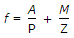 f = A/P + M/Z